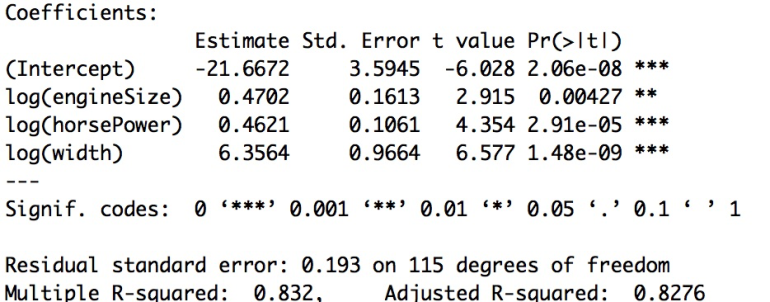 Coefficients:
Estimate Std. Error t value Pr(>|t|)
(Intercept) -21.6672 3.5945 -6.028 2.06e-08 ***
log(engineSize) 0.4702 0.1613 2.915 0.00427 **
log(horsePower) 0.4621 0.1061 4.354 2.91e-05 ***
log(width) 6.3564 0.9664 6.577 1.48e-09 ***
---
Signif. codes: 0 ‘***’ 0.001 ‘**’ 0.01 ‘*’ 0.05 ‘.’ 0.1 ‘ ’ 1
Residual standard error: 0.193 on 115 degrees of freedom
Multiple R-squared: 0.832, Adjusted R-squared: 0.8276